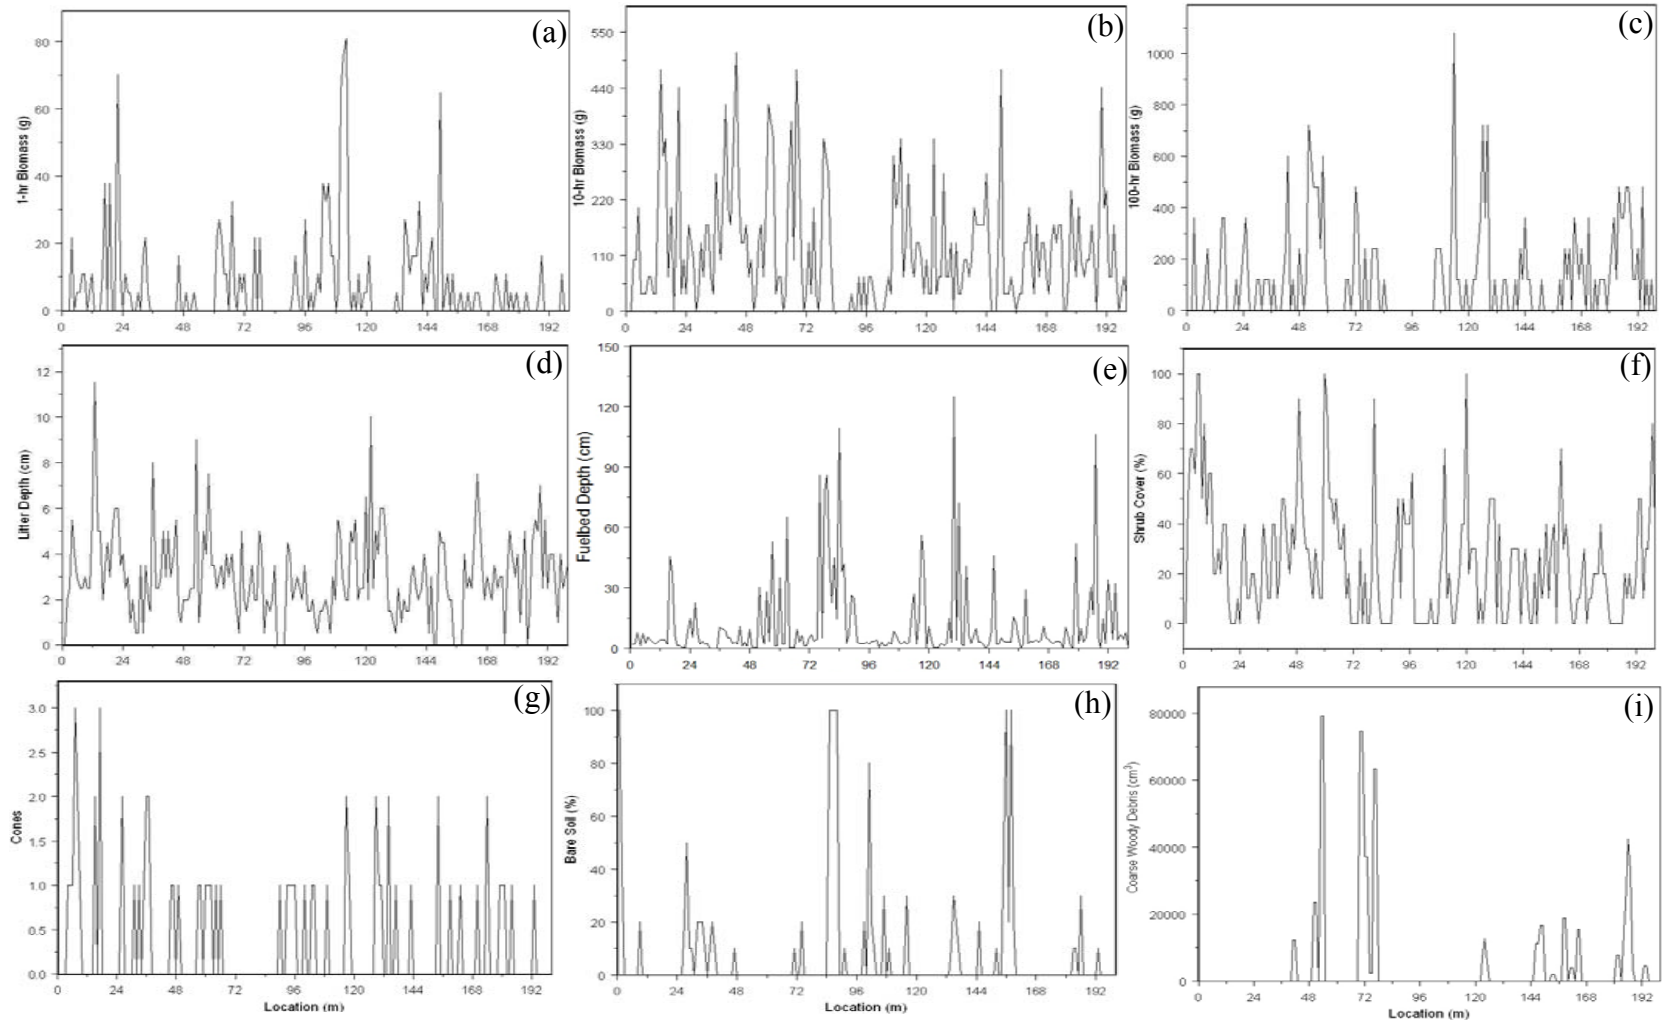 (a)
1-hr Biomass (g)
80
60
40
20
0
0 24 48 72 96 120 144 168 192
(b)
10-hr Biomass (g)
550
440
330
220
110
0
0 24 48 72 96 120 144 168 192
(c)
100-hr Biomass (g)
1000
800
600
400
200
0
0 24 48 72 96 120 144 168 192
(d)
Litter Depth (cm)
12
10
8
6
4
2
0
0 24 48 72 96 120 144 168 192
(e)
Fuelbed Depth (cm)
150
120
90
60
30
0
0 24 48 72 96 120 144 168 192
(f)
Shrub Cover (%)
100
80
60
40
20
0
0 24 48 72 96 120 144 168 192
(g)
Cones
3.0
2.5
2.0
1.5
1.0
0.5
0.0
0 24 48 72 96 120 144 168 192
Location (m)
(h)
Bare Soil (%)
100
80
60
40
20
0
0 24 48 72 96 120 144 168 192
Location (m)
(i)
Coarse Woody Debris (cm³)
80000
60000
40000
20000
0
0 24 48 72 96 120 144 168 192
Location (m)